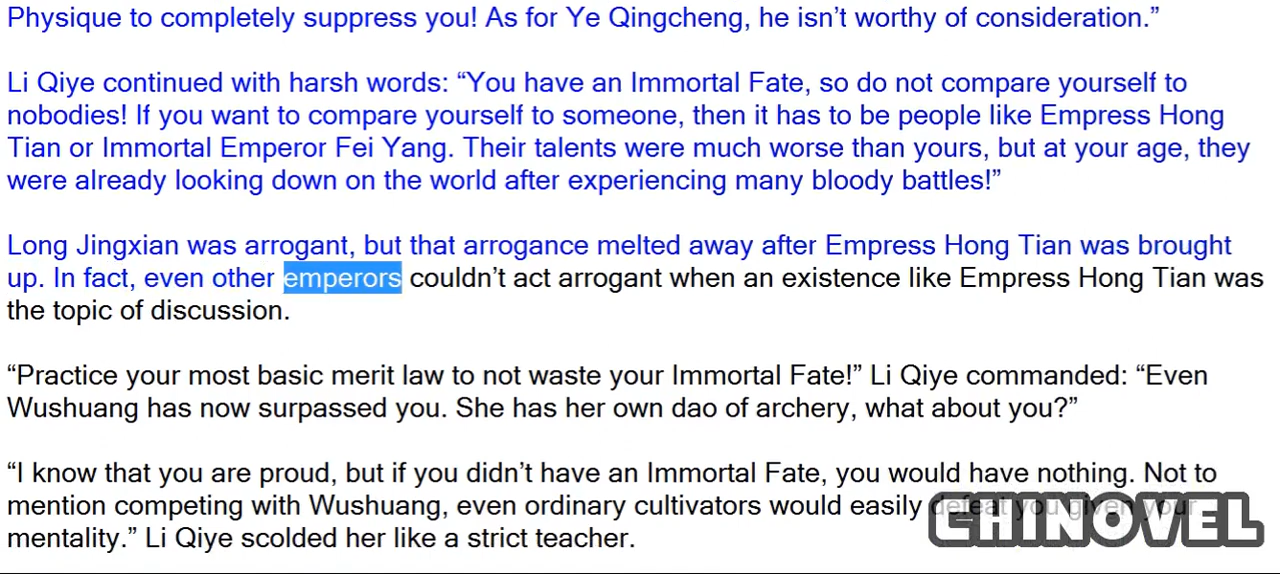 Physique to completely suppress you! As for Ye Qingcheng, he isn’t worthy of consideration.”
Li Qiye continued with harsh words: “You have an Immortal Fate, so do not compare yourself to
nobodies! If you want to compare yourself to someone, then it has to be people like Empress Hong
Tian or Immortal Emperor Fei Yang. Their talents were much worse than yours, but at your age, they
were already looking down on the world after experiencing many bloody battles!”
Long Jingxian was arrogant, but that arrogance melted away after Empress Hong Tian was brought
up. In fact, even other emperors couldn’t act arrogant when an existence like Empress Hong Tian was
the topic of discussion.
“Practice your most basic merit law to not waste your Immortal Fate!” Li Qiye commanded: “Even
Wushuang has now surpassed you. She has her own dao of archery, what about you?”
“I know that you are proud, but if you didn’t have an Immortal Fate, you would have nothing. Not to
mention competing with Wushuang, even ordinary cultivators would easily defeat you given your
mentality.” Li Qiye scolded her like a strict teacher.
CHINOVEL